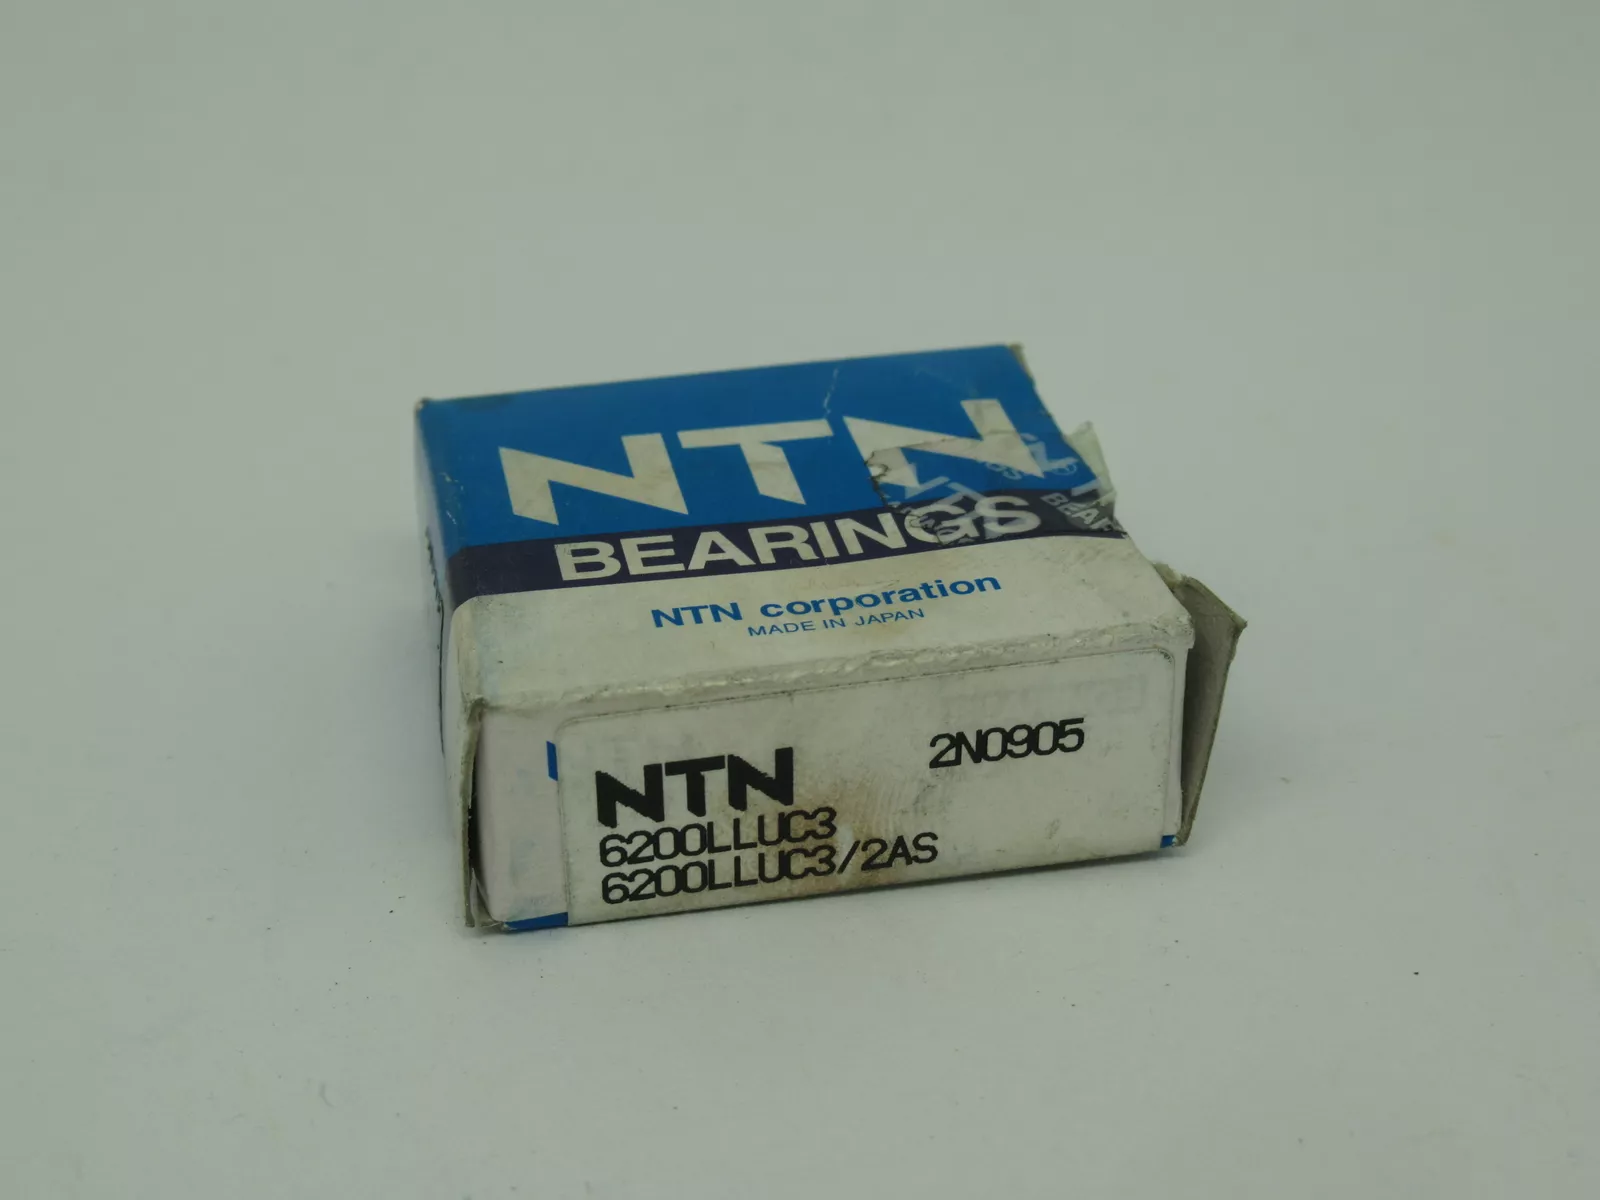 NTN
BEARINGS
NTN corporation
MADE IN JAPAN
NTN
2N0905
6200LLUC3
6200LLUC3/2AS